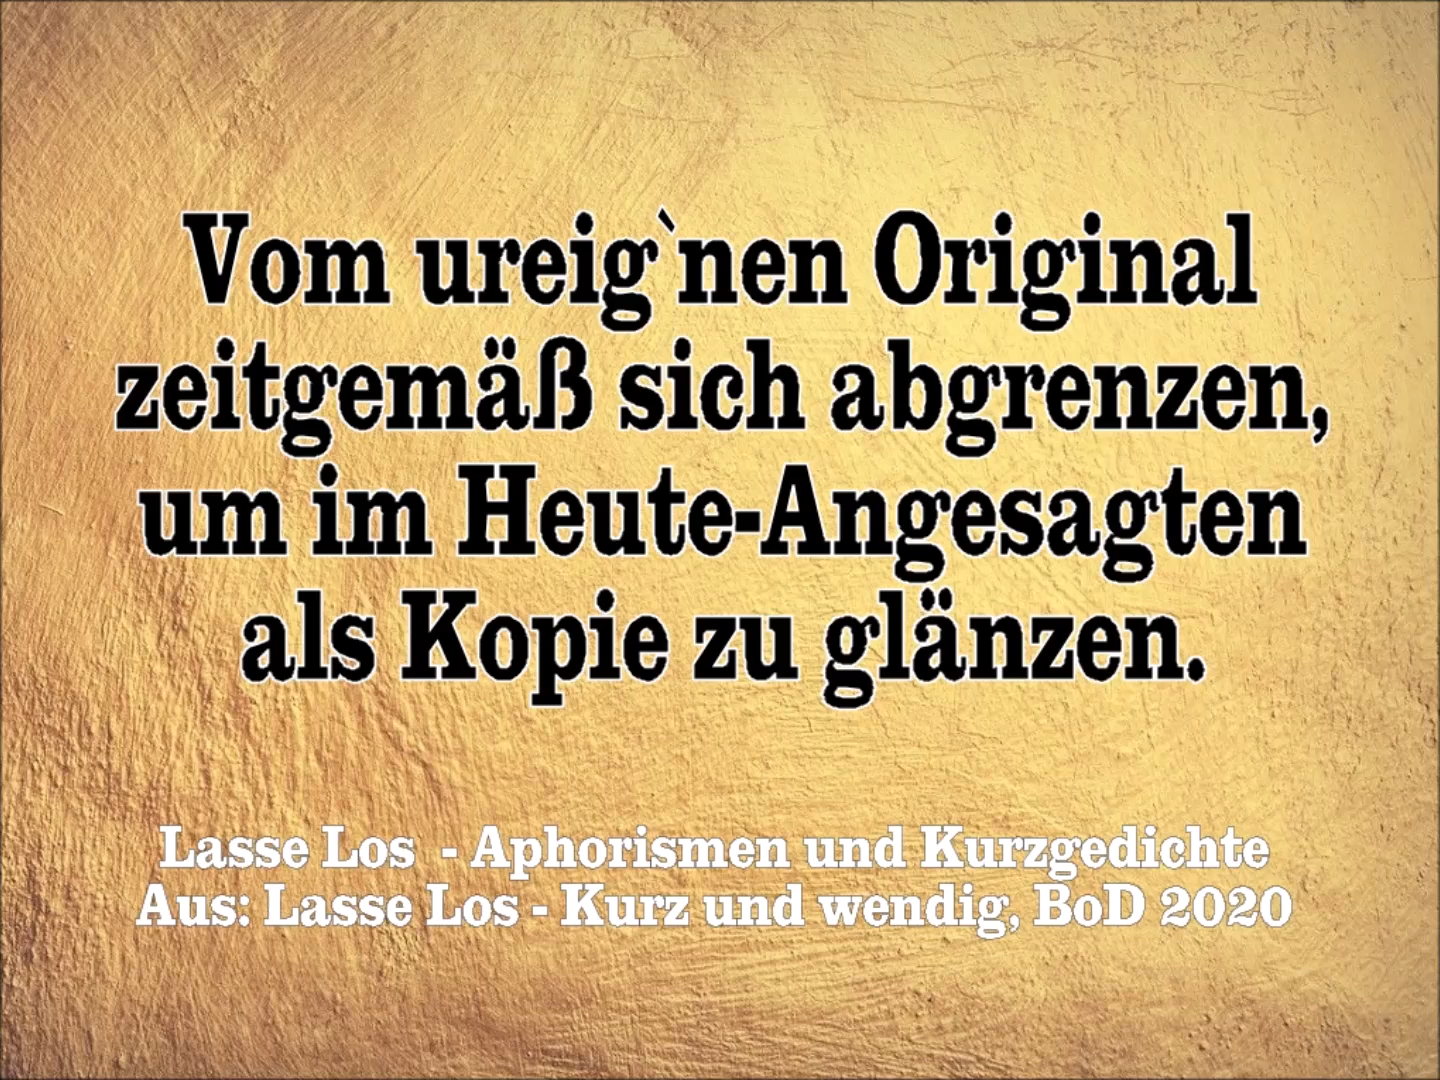 Vom ureig`nen Original
zeitgemäß sich abgrenzen,
um im Heute-Angesagten
als Kopie zu glänzen.
Lasse Los - Aphorismen und Kurzgedichte
Aus: Lasse Los - Kurz und wendig, BoD 2020